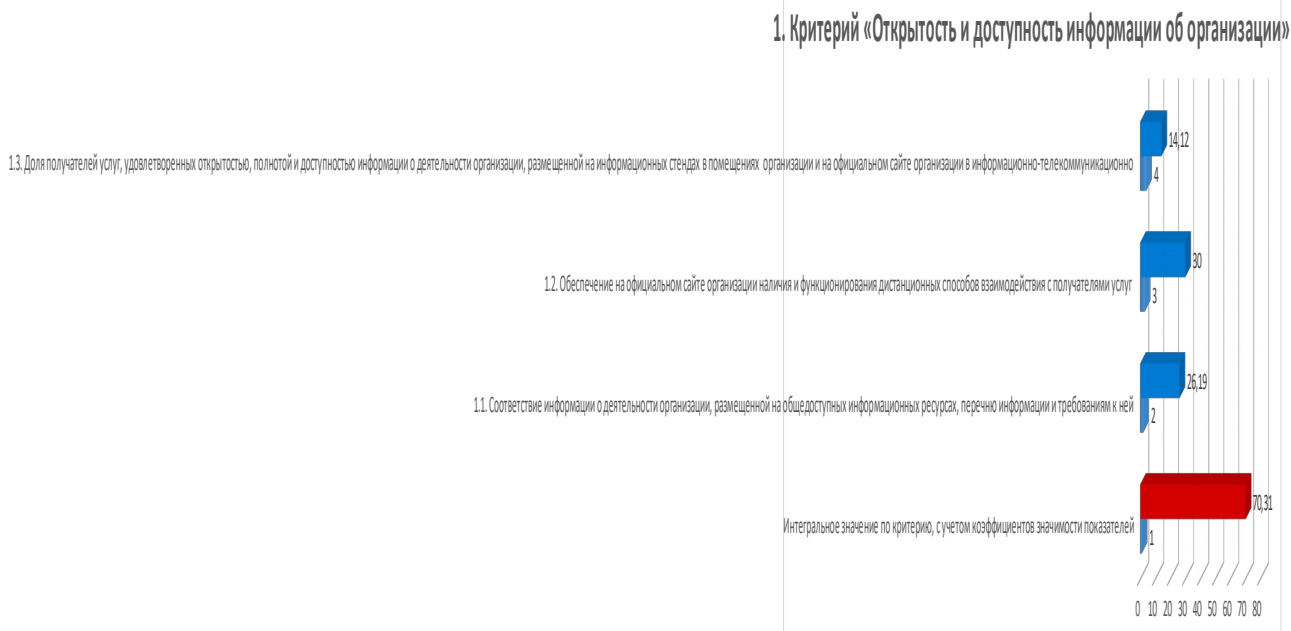 1. Критерий «Открытость и доступность информации об организации»
14,12
1.3. Доля получателей услуг, удовлетворенных открытостью, полнотой и доступностью информации о деятельности организации, размещенной на информационных стендах в помещениях организации и на официальном сайте организации в информационно-телекоммуникационно
4
30
1.2. Обеспечение на официальном сайте организации наличия и функционирования дистанционных способов взаимодействия с получателями услуг
3
26,19
1.1. Соответствие информации о деятельности организации, размещенной на общедоступных информационных ресурсах, перечню информации и требованиям к ней
2
70,31
Интегральное значение по критерию, с учетом коэффициентов значимости показателей
1
0 10 20 30 40 50 60 70 80